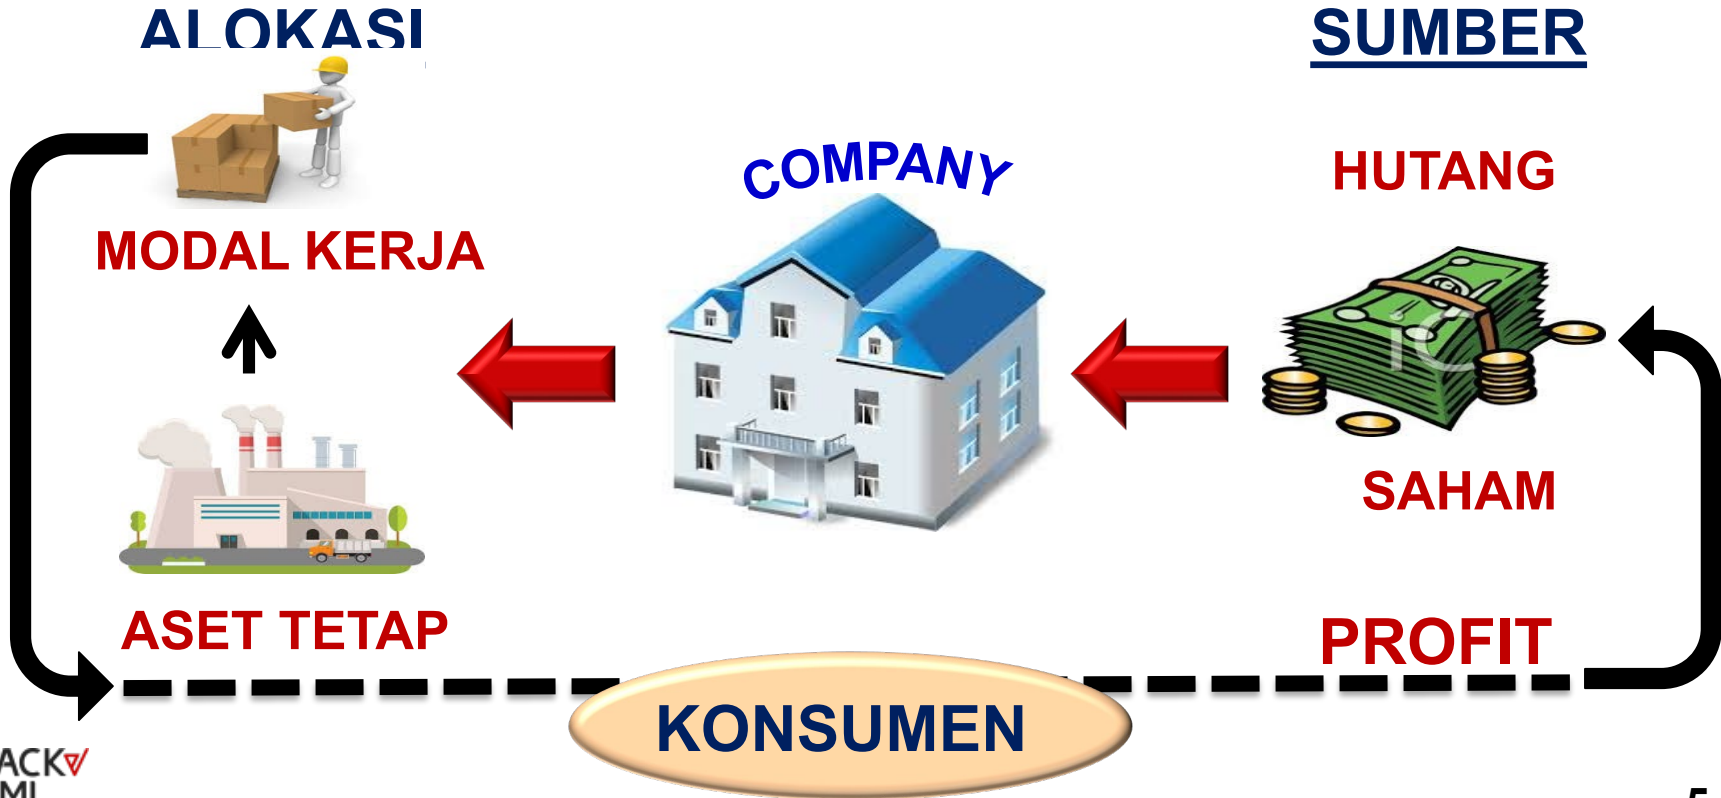 ALOKASI
SUMBER
COMPANY
HUTANG
MODAL KERJA
SAHAM
ASET TETAP
PROFIT
KONSUMEN